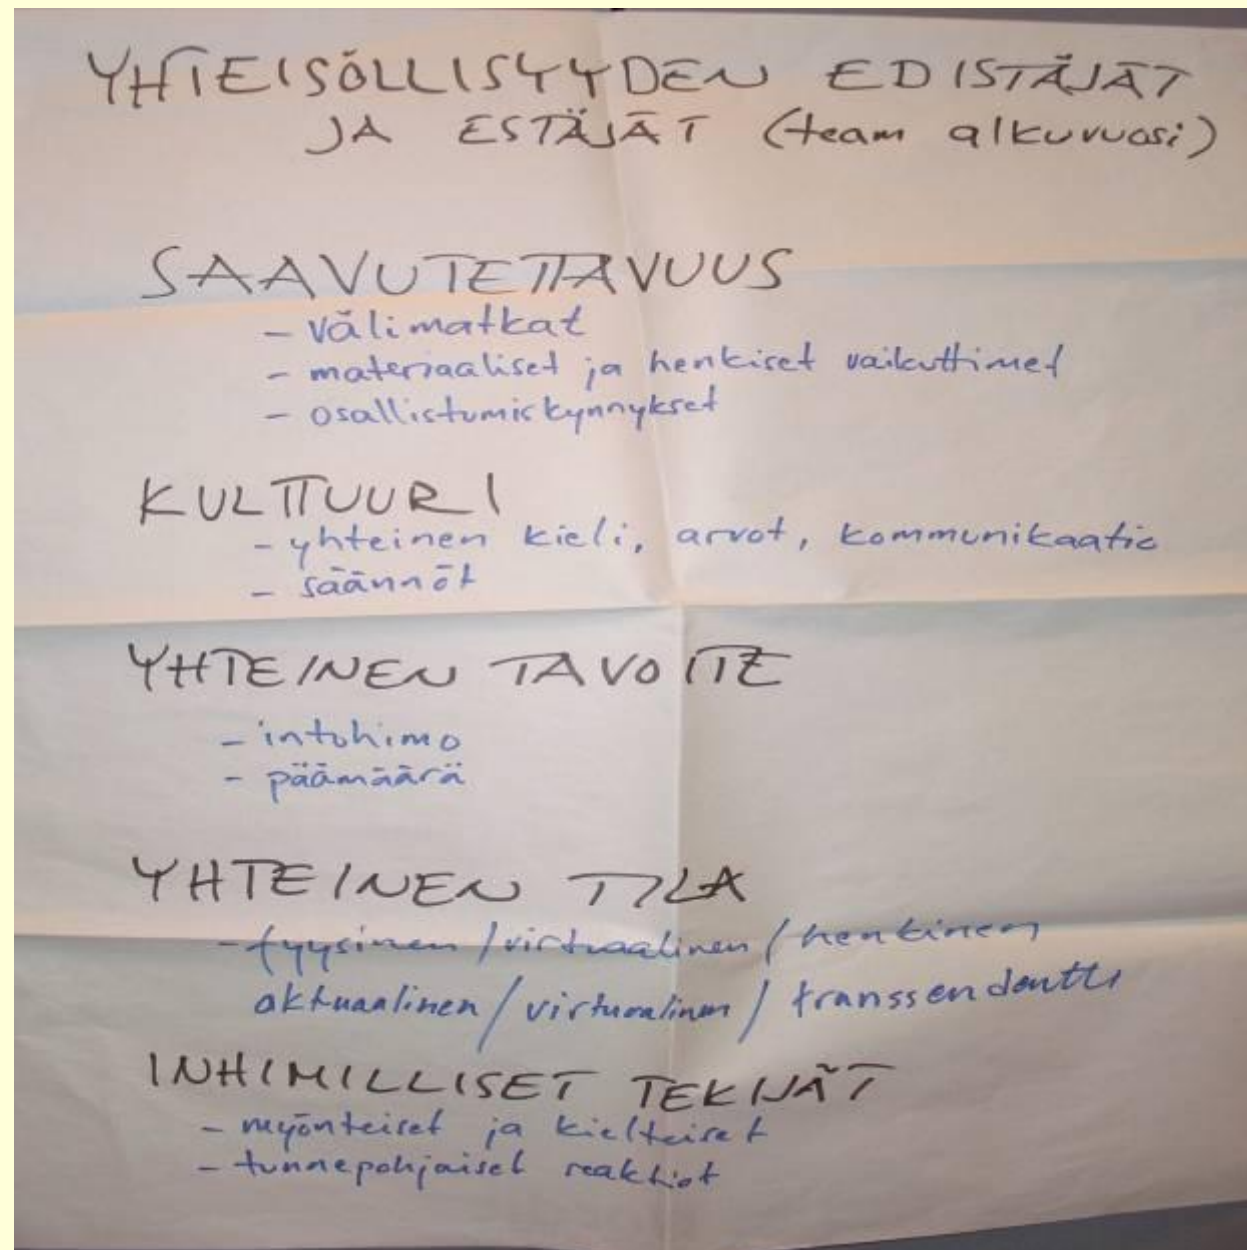 YHTEISÖLLISYYDEN EDISTÄJÄT
JA ESTÄJÄT (team alkuvuosi)
SAAVUTETTAVUUS
- välimatkat
- materiaaliset ja henkiset vaikuttimet
- osallistumiskynnykset
KULTTUURI
- yhteinen kieli, arvot, kommunikaatio
- säännöt
YHTEINEN TAVOITE
- intohimo
- päämäärä
YHTEINEN TILA
- fyysinen / virtuaalinen / henkinen
aktuaalinen / virtuaalinen / transsendentti
INHIMILLISET TEKIJÄT
- myönteiset ja kielteiset
- tunnepohjaiset reaktiot